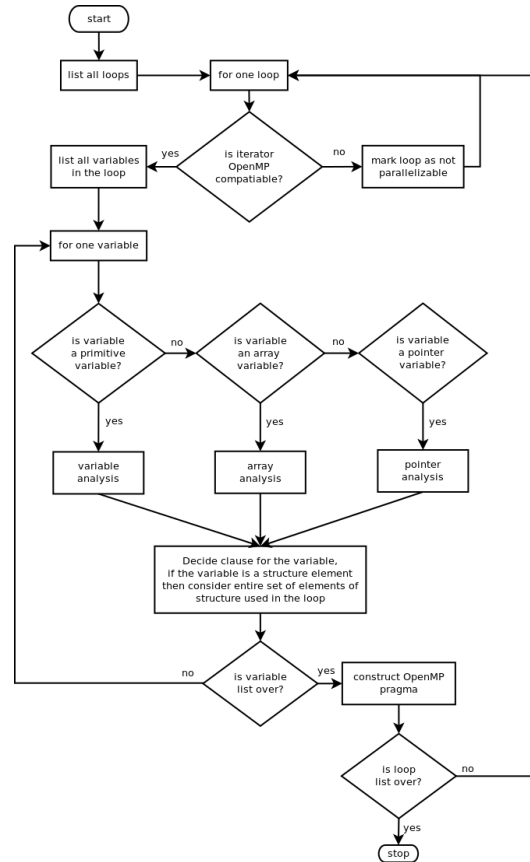 start
list all loops
for one loop
is iterator
OpenMP
compatiable?
yes
no
list all variables
in the loop
mark loop as not
parallelizable
for one variable
is variable
a primitive
variable?
no
is variable
an array
variable?
no
is variable
a pointer
variable?
yes
yes
yes
variable
analysis
array
analysis
pointer
analysis
Decide clause for the variable,
if the variable is a structure element
then consider entire set of elements of
structure used in the loop
no
is variable
list over?
yes
construct OpenMP
pragma
is loop
list over?
no
yes
stop